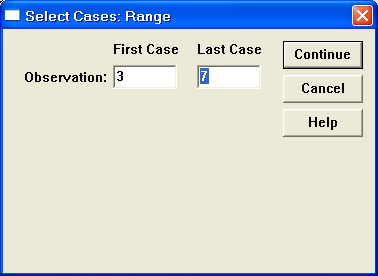 Select Cases: Range
First Case Last Case
Observation: 3 7
Continue
Cancel
Help